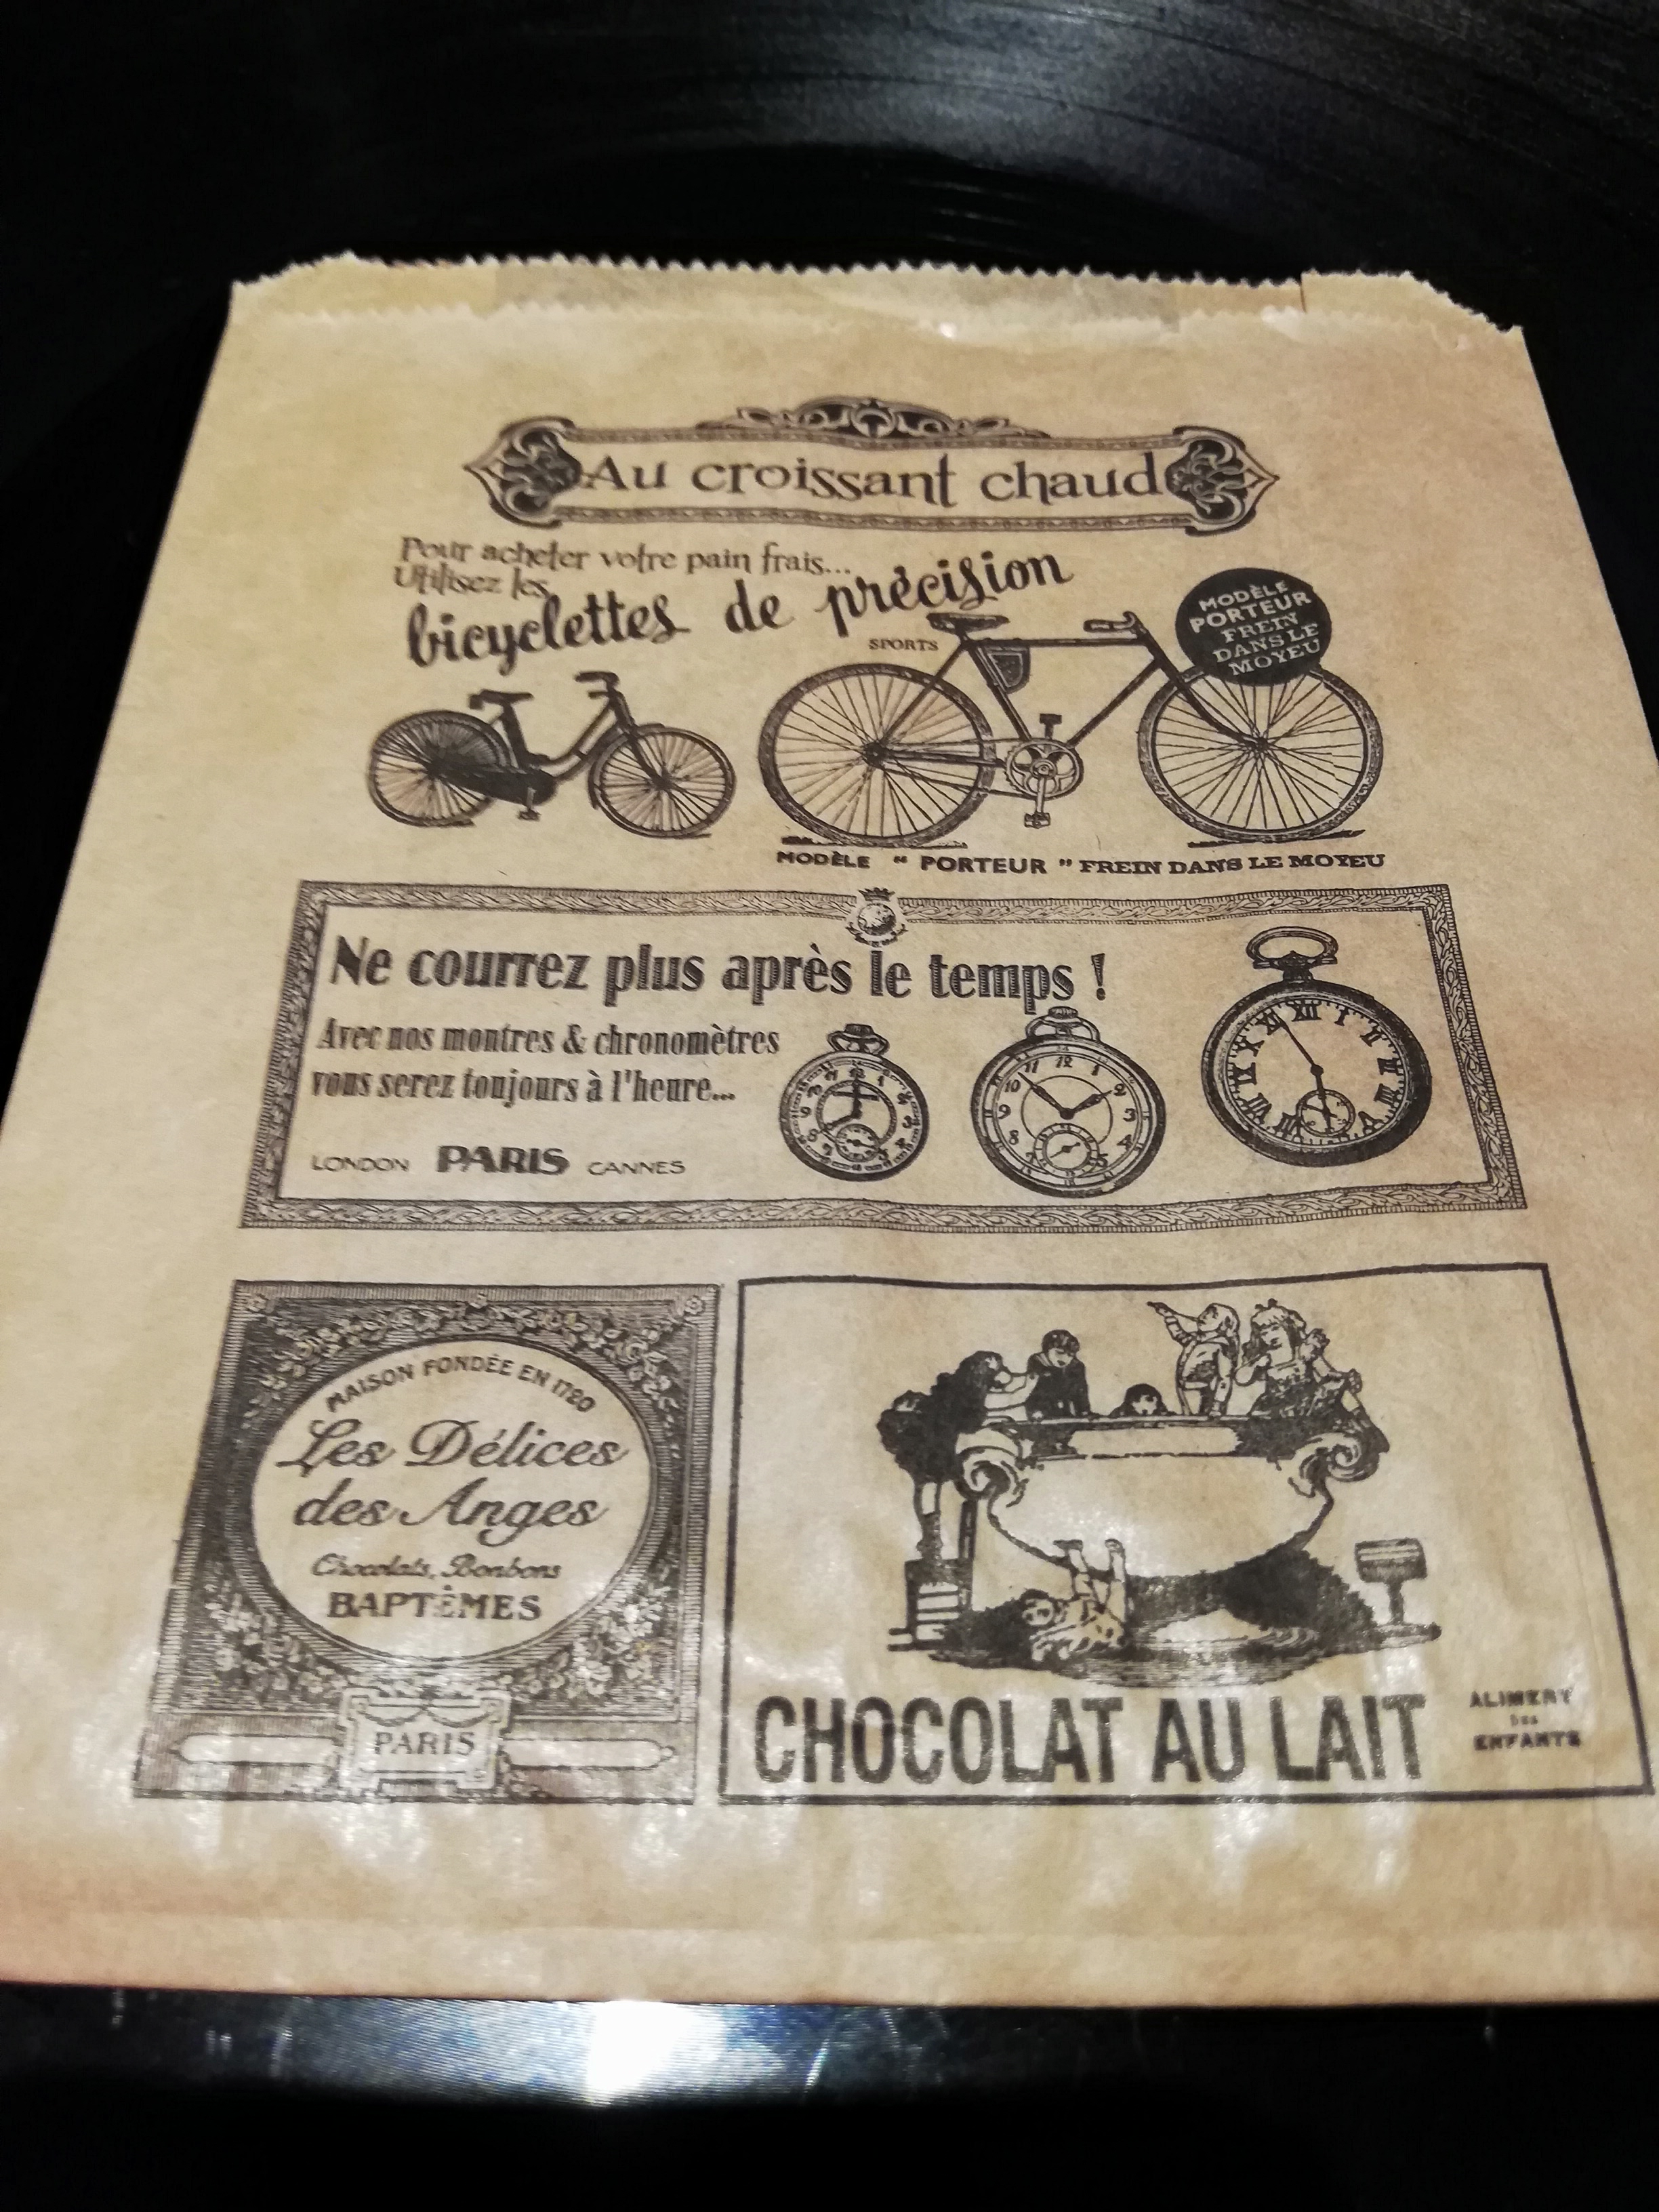 Au croissant chaud
Pour acheter votre pain frais...
Utilisez les
bicyclettes de précision
SPORTS
MODÈLE
PORTEUR
FREIN
DANS LE
MOYEU
MODÈLE " PORTEUR " FREIN DANS LE MOYEU
Ne courrez plus après le temps !
Avec nos montres & chronomètres
vous serez toujours à l'heure...
LONDON PARIS CANNES
MAISON FONDÉE EN 1720
Les Délices
des Anges
Chocolats, Bonbons
BAPTÊMES
PARIS
CHOCOLAT AU LAIT
ALIMENT
DES
ENFANTS